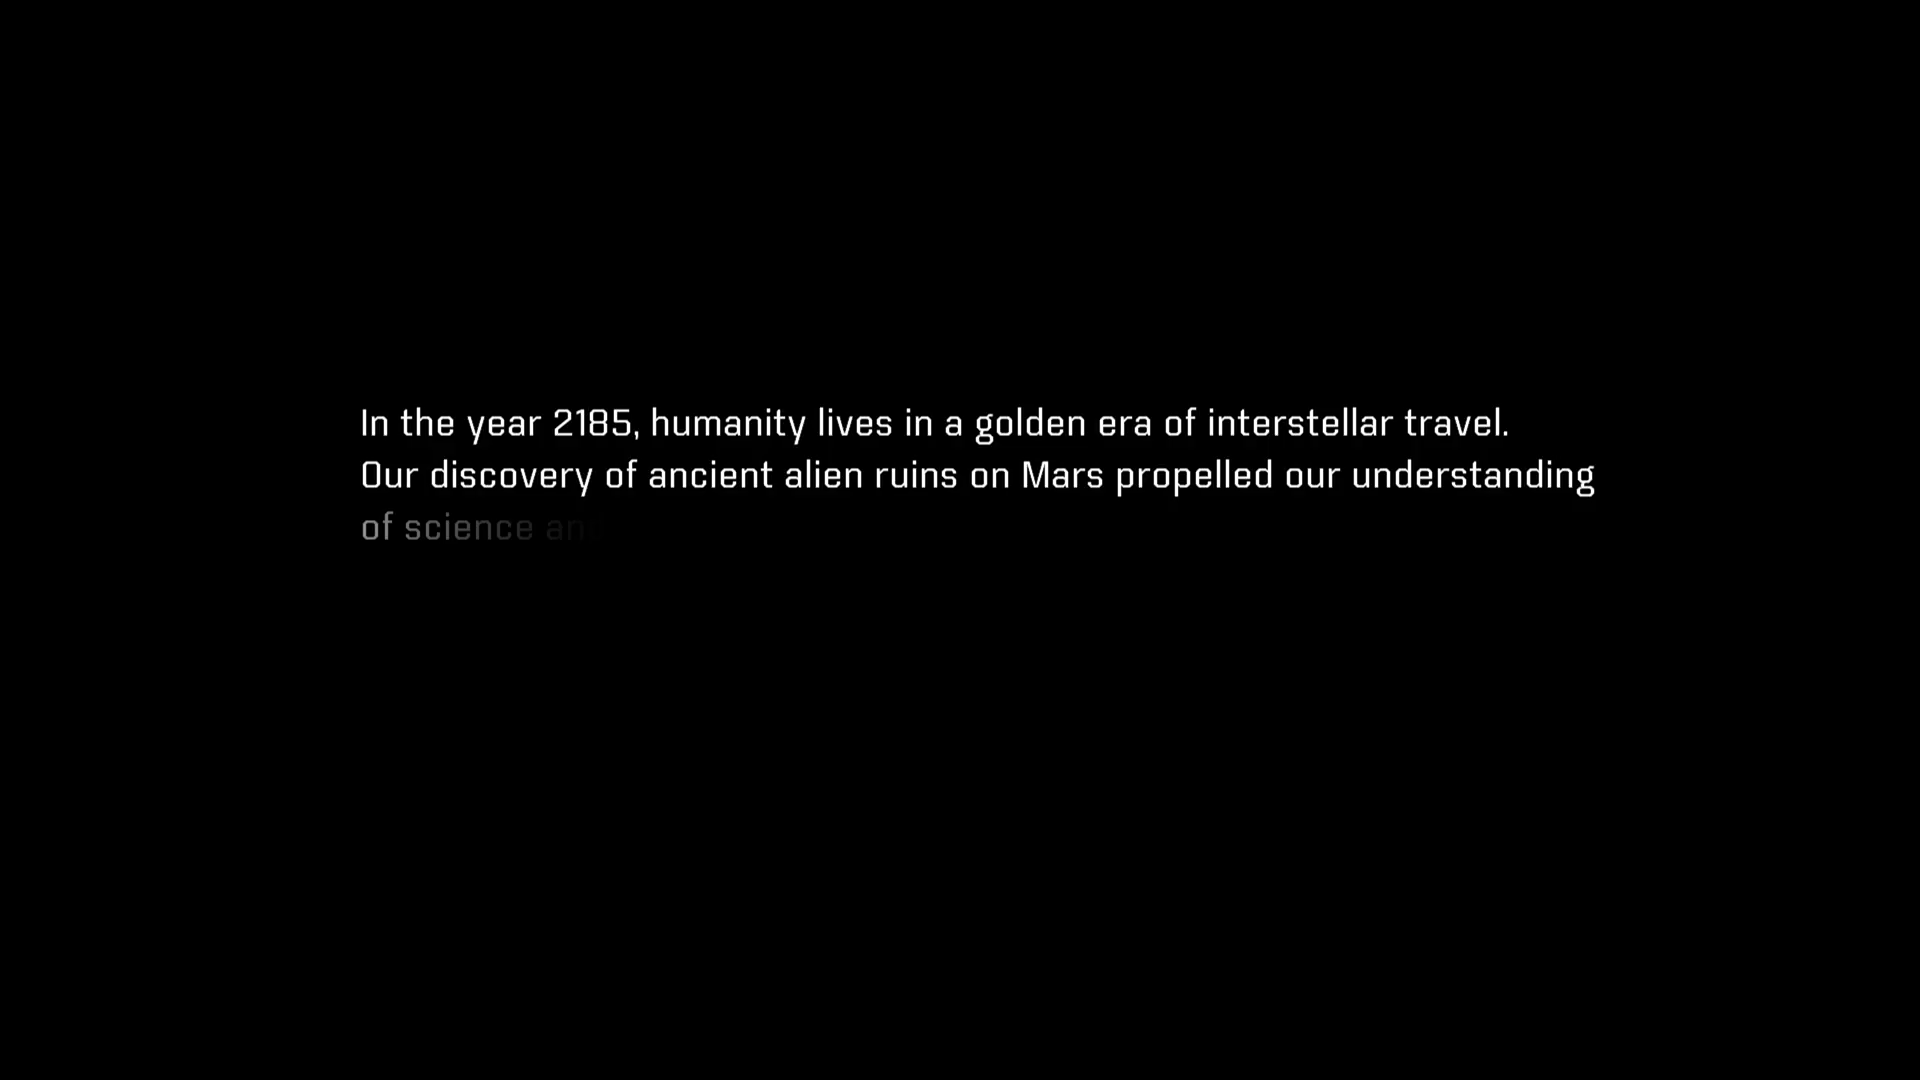 In the year 2185, humanity lives in a golden era of interstellar travel.
Our discovery of ancient alien ruins on Mars propelled our understanding
of science and